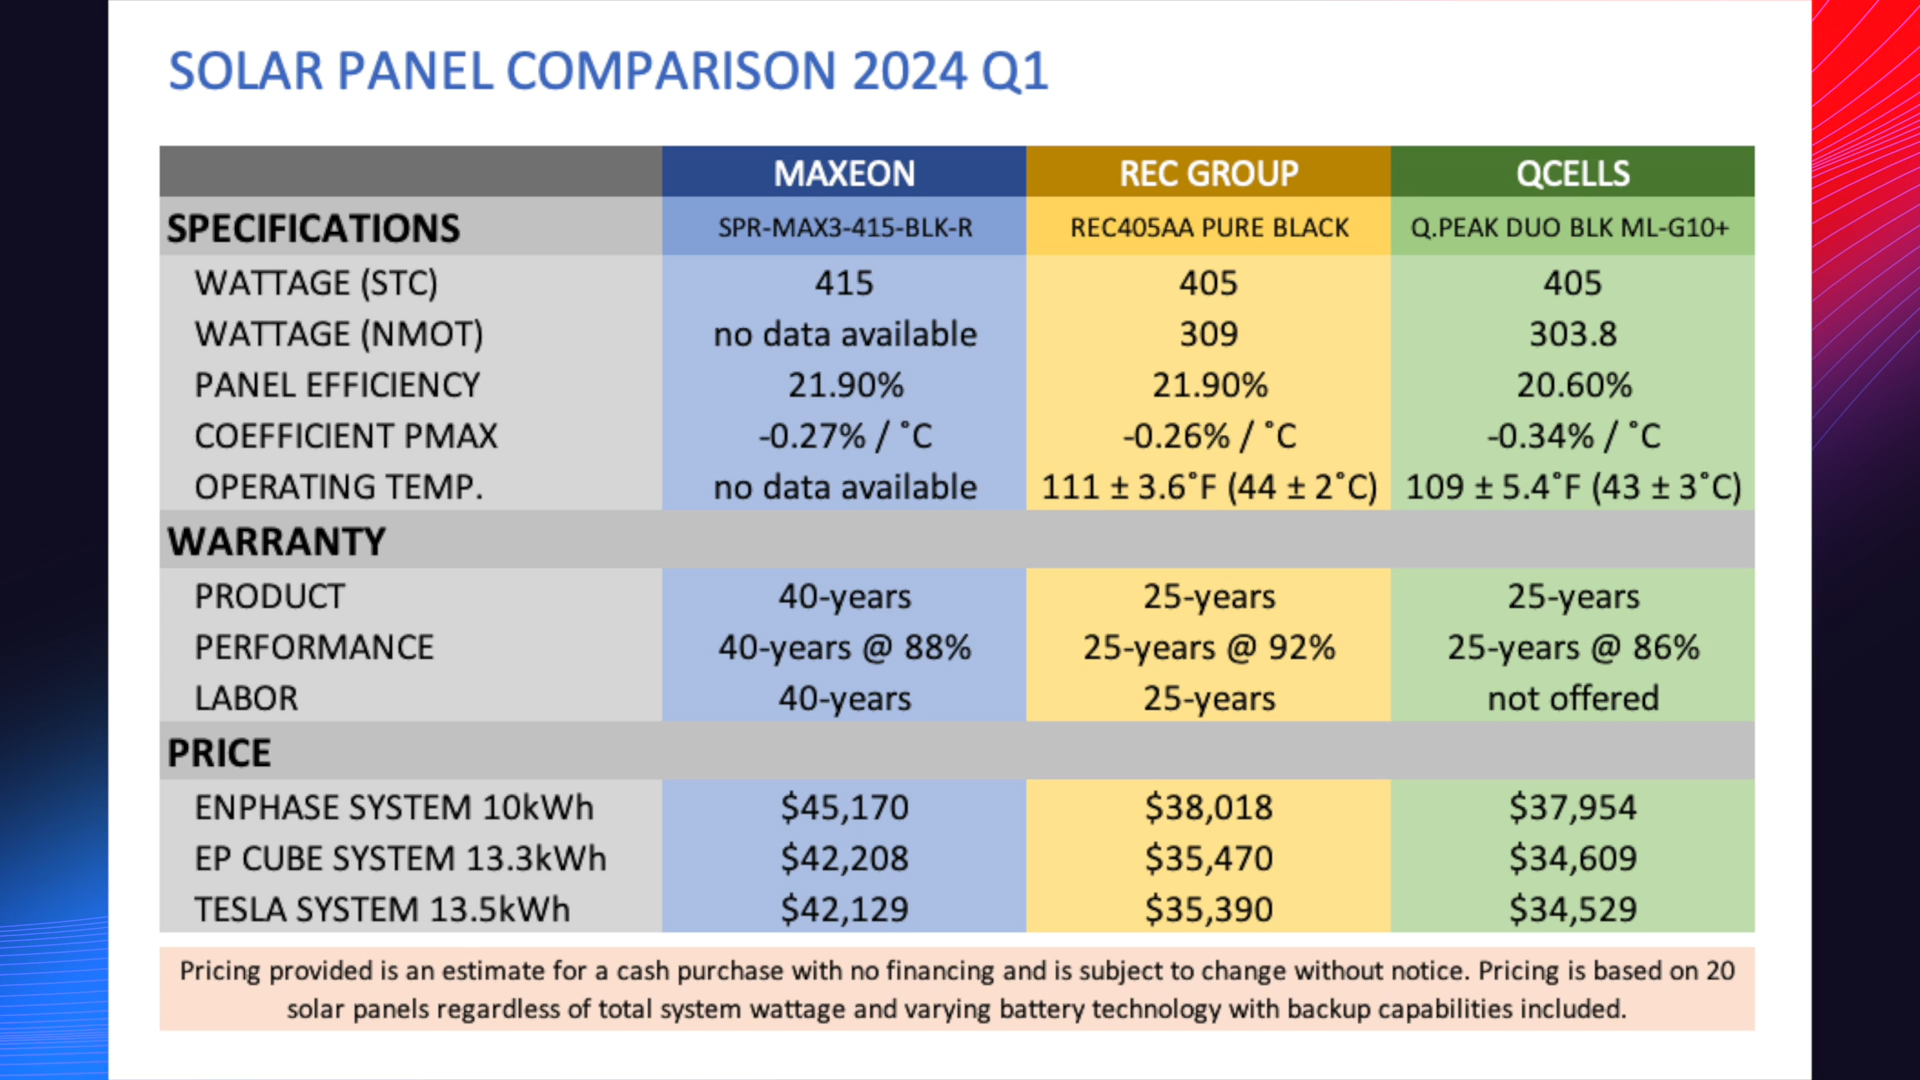 SOLAR PANEL COMPARISON 2024 Q1
MAXEON REC GROUP QCELLS
SPECIFICATIONS SPR-MAX3-415-BLK-R REC405AA PURE BLACK Q.PEAK DUO BLK ML-G10+
WATTAGE (STC) 415 405 405
WATTAGE (NMOT) no data available 309 303.8
PANEL EFFICIENCY 21.90% 21.90% 20.60%
COEFFICIENT PMAX -0.27% / ˚C -0.26% / ˚C -0.34% / ˚C
OPERATING TEMP. no data available 111 ± 3.6˚F (44 ± 2˚C) 109 ± 5.4˚F (43 ± 3˚C)
WARRANTY
PRODUCT 40-years 25-years 25-years
PERFORMANCE 40-years @ 88% 25-years @ 92% 25-years @ 86%
LABOR 40-years 25-years not offered
PRICE
ENPHASE SYSTEM 10kWh $45,170 $38,018 $37,954
EP CUBE SYSTEM 13.3kWh $42,208 $35,470 $34,609
TESLA SYSTEM 13.5kWh $42,129 $35,390 $34,529
Pricing provided is an estimate for a cash purchase with no financing and is subject to change without notice. Pricing is based on 20
solar panels regardless of total system wattage and varying battery technology with backup capabilities included.